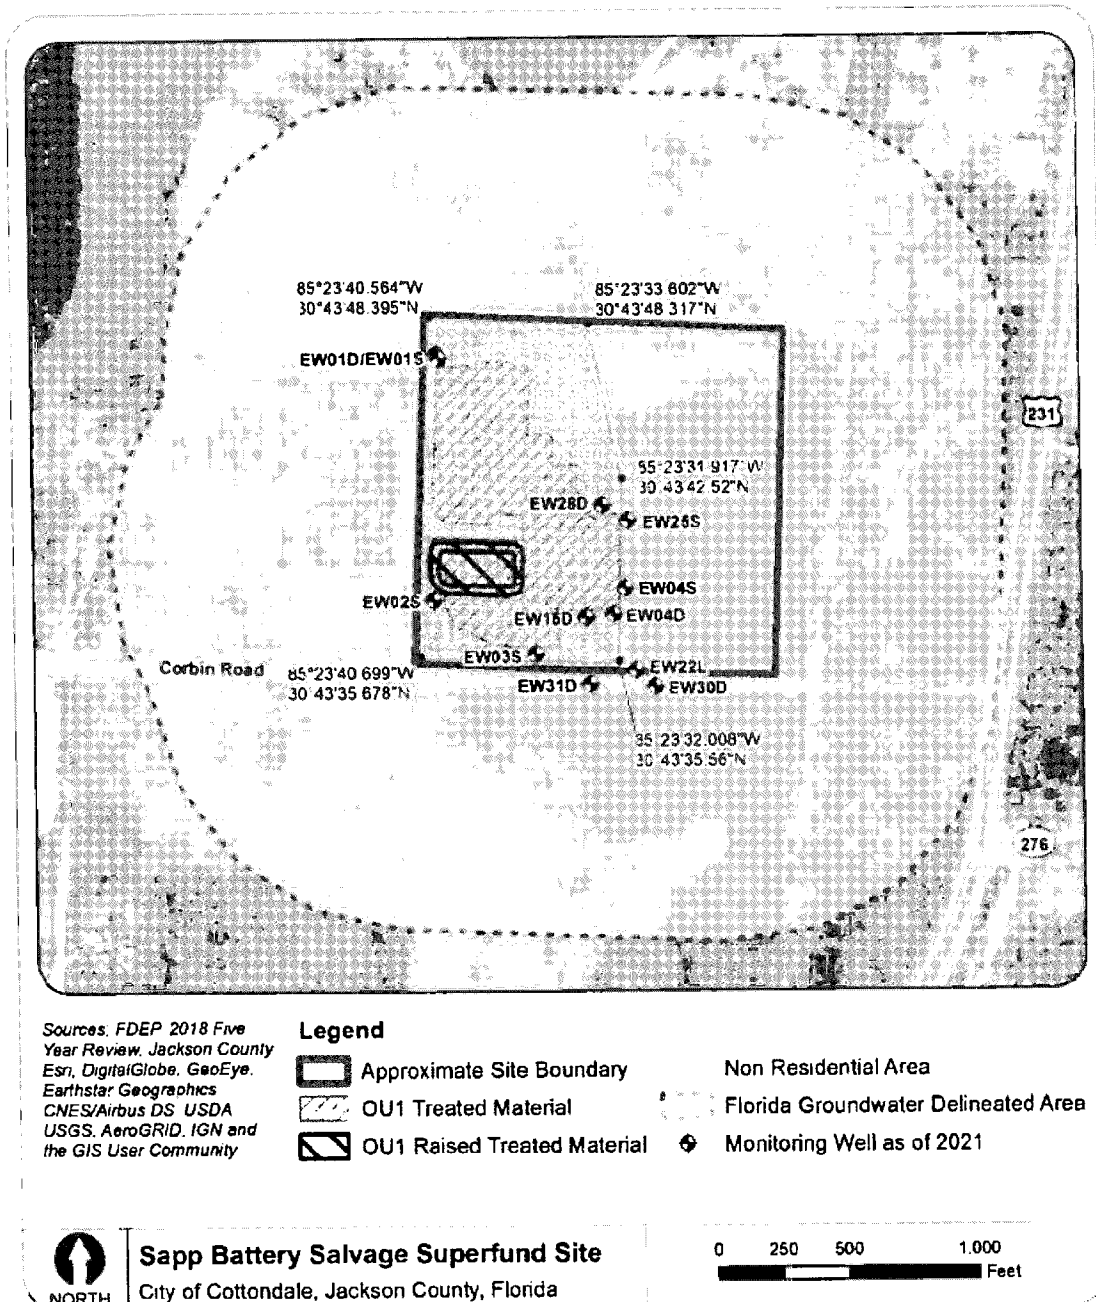 85°23'40.564"W
30°43'48.395"N
85°23'33.602"W
30°43'48.317"N
EW01D/EW01S
231
85°23'31.917"W
30°43'42.52"N
EW26D
EW25S
EW04S
EW02S
EW15D
EW04D
EW03S
EW22L
Corbin Road
85°23'40.699"W
30°43'35.678"N
EW31D
EW30D
85°23'32.008"W
30°43'35.56"N
276
Sources: FDEP 2018 Five
Year Review, Jackson County
Esri, DigitalGlobe, GeoEye,
Earthstar Geographics
CNES/Airbus DS USDA
USGS, AeroGRID, IGN and
the GIS User Community
Legend
Approximate Site Boundary
OU1 Treated Material
OU1 Raised Treated Material
Non Residential Area
Florida Groundwater Delineated Area
Monitoring Well as of 2021
NORTH
Sapp Battery Salvage Superfund Site
City of Cottondale, Jackson County, Florida
0 250 500 1.000
Feet